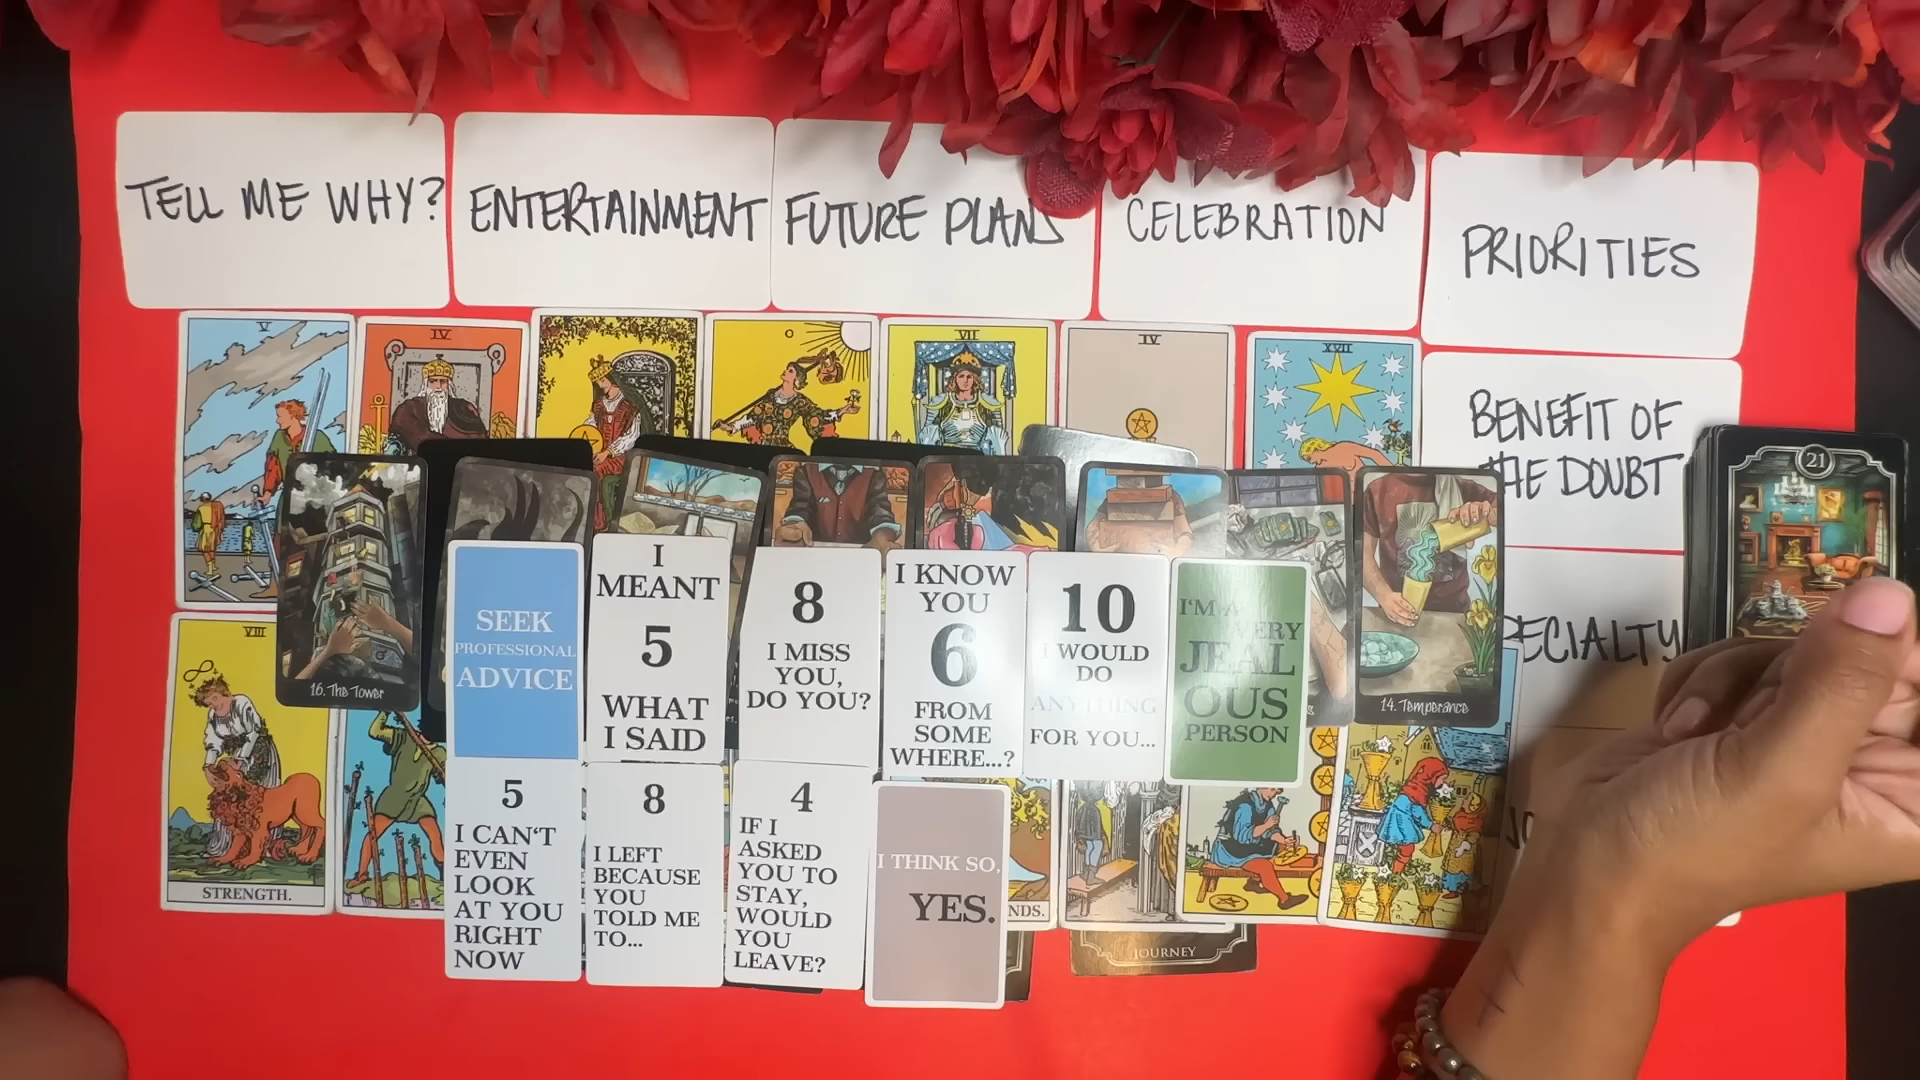 TELL ME WHY?
ENTERTAINMENT
FUTURE PLANS
CELEBRATION
PRIORITIES
BENEFIT OF
THE DOUBT
V
IV
VII
IV
XVII
21
16. The Tower
14. Temperance
SEEK
PROFESSIONAL
ADVICE
I
MEANT
5
WHAT
I SAID
8
I MISS
YOU,
DO YOU?
I KNOW
YOU
6
FROM
SOME
WHERE...?
10
I WOULD
DO
ANYTHING
FOR YOU...
I'M A
VERY
JEAL
OUS
PERSON
VIII
STRENGTH.
5
I CAN'T
EVEN
LOOK
AT YOU
RIGHT
NOW
8
I LEFT
BECAUSE
YOU
TOLD ME
TO...
4
IF I
ASKED
YOU TO
STAY,
WOULD
YOU
LEAVE?
I THINK SO,
YES.
NDS.
JOURNEY